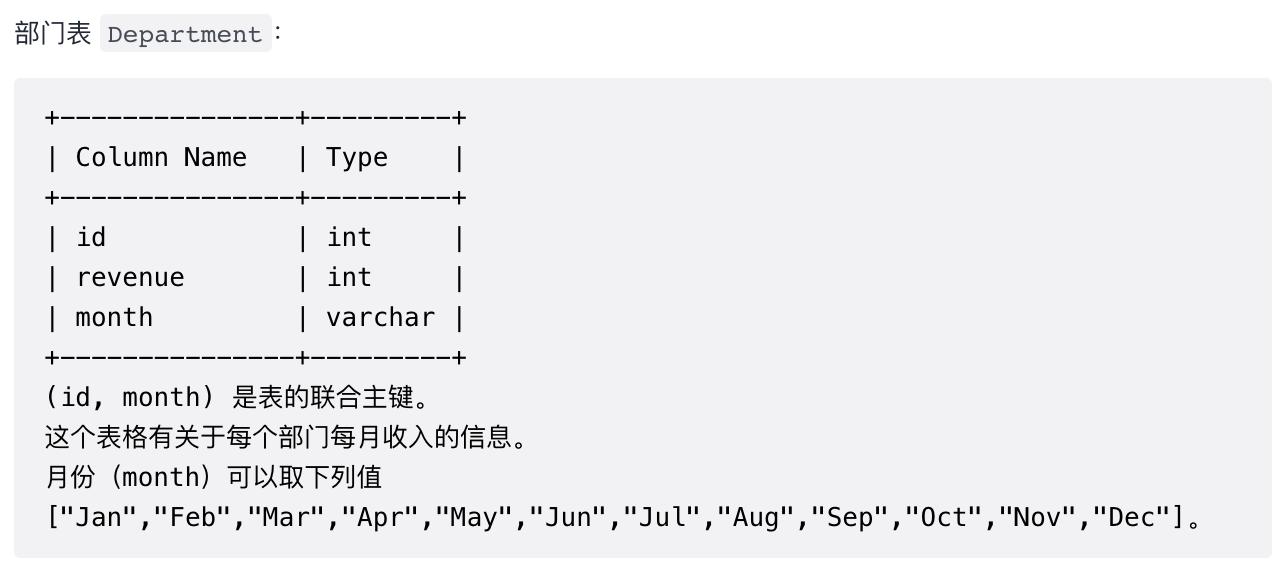 部门表 Department：
+---------------+---------+
| Column Name   | Type    |
+---------------+---------+
| id            | int     |
| revenue       | int     |
| month         | varchar |
+---------------+---------+
(id, month) 是表的联合主键。
这个表格有关于每个部门每月收入的信息。
月份（month）可以取下列值
["Jan","Feb","Mar","Apr","May","Jun","Jul","Aug","Sep","Oct","Nov","Dec"]。